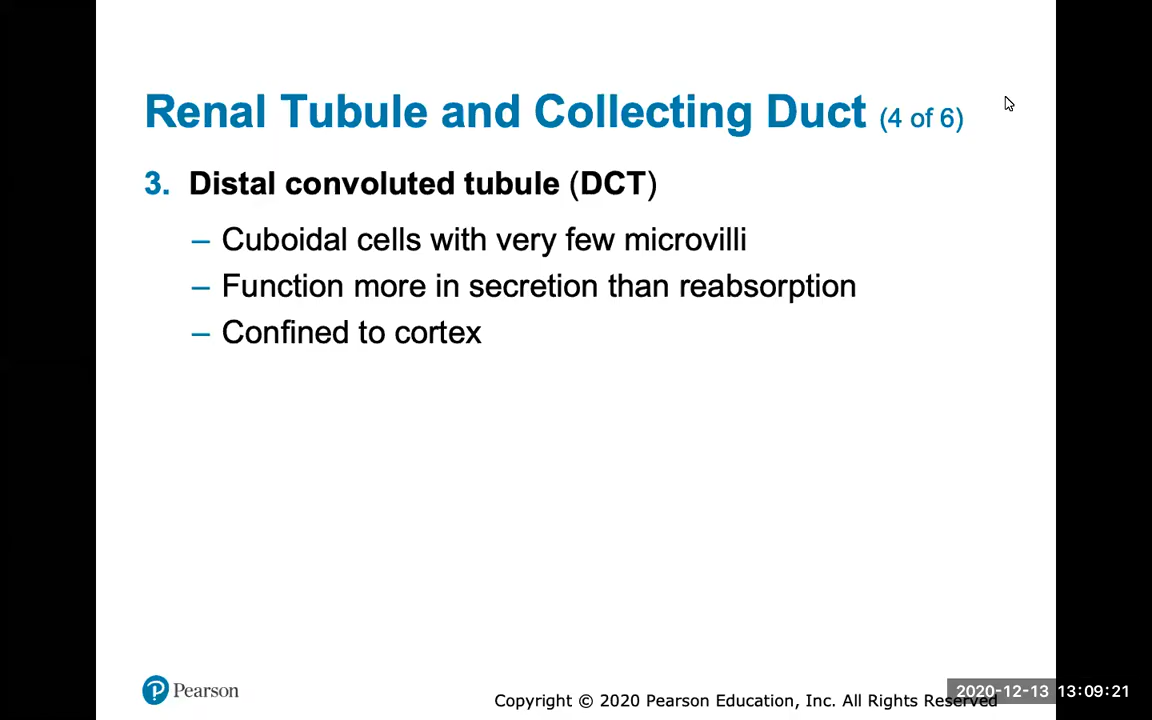 Renal Tubule and Collecting Duct (4 of 6)
3. Distal convoluted tubule (DCT)
– Cuboidal cells with very few microvilli
– Function more in secretion than reabsorption
– Confined to cortex
Pearson
Copyright © 2020 Pearson Education, Inc. All Rights Reserved
2020-12-13 13:09:21